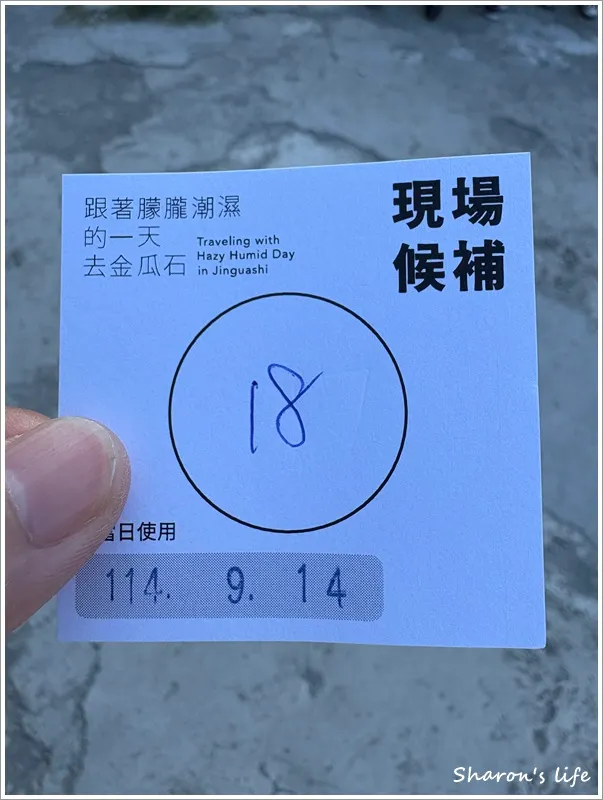 跟著朦朧潮濕
的一天
去金瓜石
Traveling with
Hazy Humid Day
in Jinguashi
現場
候補
18
當日使用
114. 9. 14
Sharon's life